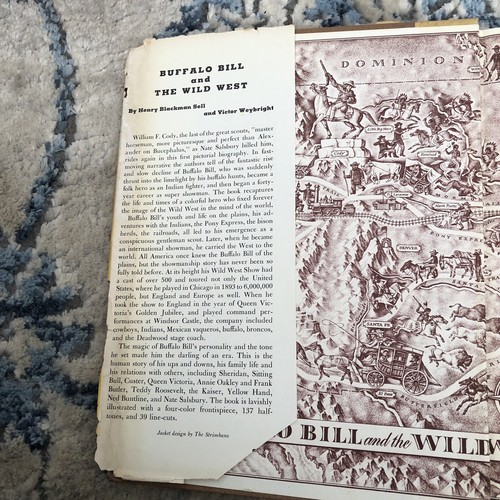 BUFFALO BILL
and
THE WILD WEST
By Henry Blackman Sell
and Victor Weybright
William F. Cody, the last of the great scouts, "master
horseman, more picturesque and perfect than Alex-
ander on Bucephalus," as Nate Salsbury billed him,
rides again in this first pictorial biography. In fast-
moving narrative the authors tell of the fantastic rise
and slow decline of Buffalo Bill, who was suddenly
thrust into the limelight by his buffalo hunts, became a
folk hero as an Indian fighter, and then began a forty-
year career as super showman. The book recaptures
the life and times of a colorful hero who fixed forever
the image of the Wild West in the mind of the world.
Buffalo Bill's youth and life on the plains, his ad-
ventures with the Indians, the Pony Express, the bison
herds, the railroads, all led to his emergence as a
conspicuous gentleman scout. Later, when he became
an international showman, he carried the West to the
world. All America once knew the Buffalo Bill of the
plains, but the showmanship story has never been so
fully told before. At its height his Wild West Show had
a cast of over 500 and toured not only the United
States, where he played in Chicago in 1893 to 6,000,000
people, but England and Europe as well. When he
took the show to England in the year of Queen Vic-
toria's Golden Jubilee, and played command perfor-
mances at Windsor Castle, the company included
cowboys, Indians, Mexican vaqueros, buffalo, broncos,
and the Deadwood stage coach.
The magic of Buffalo Bill's personality and the tone
he set made him the darling of an era. This is the
human story of his ups and downs, his family life and
his relations with others, including Sheridan, Sitting
Bull, Custer, Queen Victoria, Annie Oakley and Frank
Butler, Teddy Roosevelt, the Kaiser, Yellow Hand,
Ned Buntline, and Nate Salsbury. The book is lavishly
illustrated with a four-color frontispiece, 137 half-
tones, and 39 line-cuts.
Jacket design by The Strimbans
DOMINION
DENVER
SANTA FE
El Paso
O BILL and the WILD W